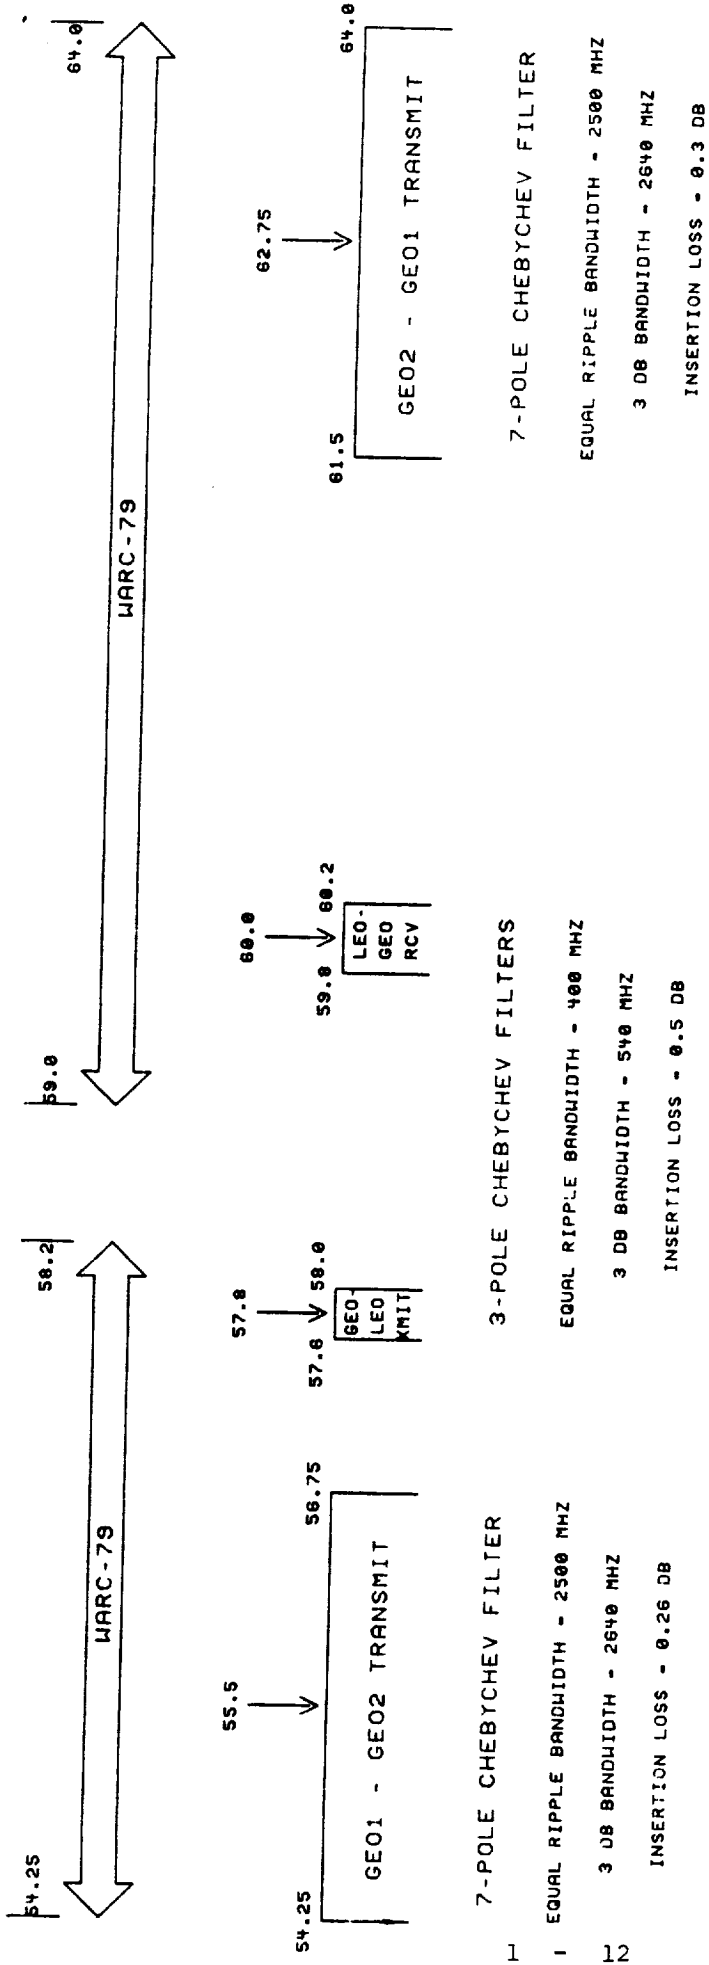 54.25
58.2
59.0
64.0
WARC-79
WARC-79
55.5
57.8
60.0
62.75
54.25
56.75
57.6
58.0
59.8
60.2
61.5
64.0
GEO1 - GEO2 TRANSMIT
GEO-
LEO
XMIT
LEO-
GEO
RCV
GEO2 - GEO1 TRANSMIT
7-POLE CHEBYCHEV FILTER
EQUAL RIPPLE BANDWIDTH - 2500 MHZ
3 DB BANDWIDTH - 2640 MHZ
INSERTION LOSS - 0.26 DB
3-POLE CHEBYCHEV FILTERS
EQUAL RIPPLE BANDWIDTH - 400 MHZ
3 DB BANDWIDTH - 540 MHZ
INSERTION LOSS - 0.5 DB
7-POLE CHEBYCHEV FILTER
EQUAL RIPPLE BANDWIDTH - 2500 MHZ
3 DB BANDWIDTH - 2640 MHZ
INSERTION LOSS - 0.3 DB
1 - 12